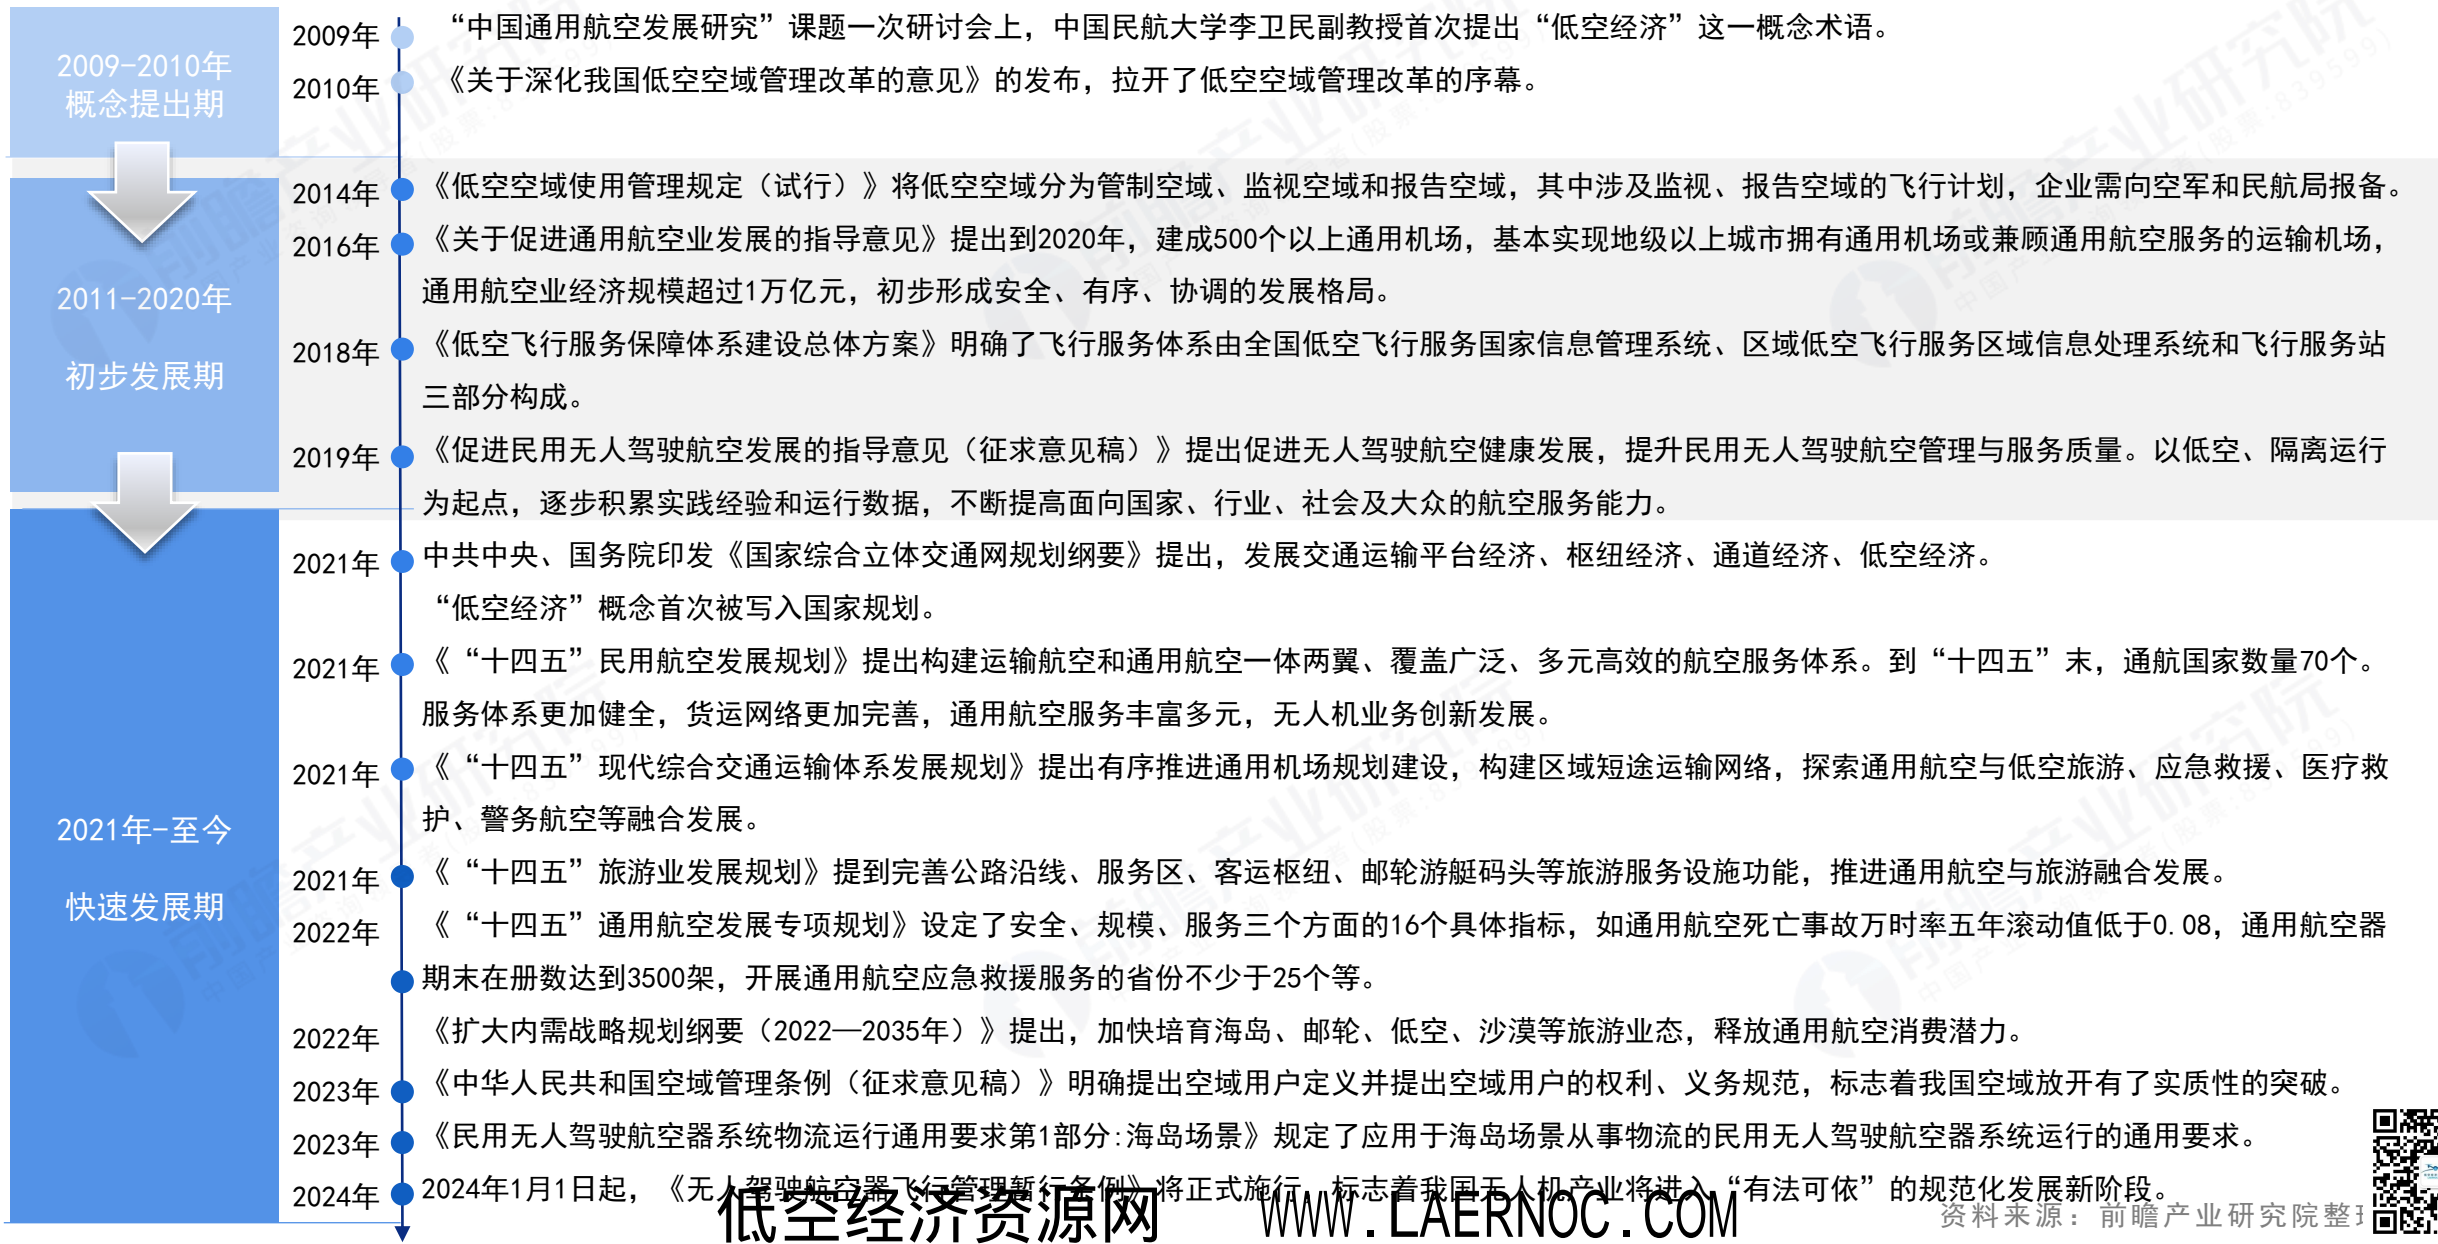 2009-2010年
概念提出期
2009年
“中国通用航空发展研究”课题一次研讨会上，中国民航大学李卫民副教授首次提出“低空经济”这一概念术语。
2010年
《关于深化我国低空空域管理改革的意见》的发布，拉开了低空空域管理改革的序幕。
2011-2020年
初步发展期
2014年
《低空空域使用管理规定（试行）》将低空空域分为管制空域、监视空域和报告空域，其中涉及监视、报告空域的飞行计划，企业需向空军和民航局报备。
2016年
《关于促进通用航空业发展的指导意见》提出到2020年，建成500个以上通用机场，基本实现地级以上城市拥有通用机场或兼顾通用航空服务的运输机场，
通用航空业经济规模超过1万亿元，初步形成安全、有序、协调的发展格局。
2018年
《低空飞行服务保障体系建设总体方案》明确了飞行服务体系由全国低空飞行服务国家信息管理系统、区域低空飞行服务区域信息处理系统和飞行服务站
三部分构成。
2019年
《促进民用无人驾驶航空发展的指导意见（征求意见稿）》提出促进无人驾驶航空健康发展，提升民用无人驾驶航空管理与服务质量。以低空、隔离运行
为起点，逐步积累实践经验和运行数据，不断提高面向国家、行业、社会及大众的航空服务能力。
2021年-至今
快速发展期
2021年
中共中央、国务院印发《国家综合立体交通网规划纲要》提出，发展交通运输平台经济、枢纽经济、通道经济、低空经济。
“低空经济”概念首次被写入国家规划。
2021年
《“十四五”民用航空发展规划》提出构建运输航空和通用航空一体两翼、覆盖广泛、多元高效的航空服务体系。到“十四五”末，通航国家数量70个。
服务体系更加健全，货运网络更加完善，通用航空服务丰富多元，无人机业务创新发展。
2021年
《“十四五”现代综合交通运输体系发展规划》提出有序推进通用机场规划建设，构建区域短途运输网络，探索通用航空与低空旅游、应急救援、医疗救
护、警务航空等融合发展。
2021年
《“十四五”旅游业发展规划》提到完善公路沿线、服务区、客运枢纽、邮轮游艇码头等旅游服务设施功能，推进通用航空与旅游融合发展。
2022年
《“十四五”通用航空发展专项规划》设定了安全、规模、服务三个方面的16个具体指标，如通用航空死亡事故万时率五年滚动值低于0.08，通用航空器
期末在册数达到3500架，开展通用航空应急救援服务的省份不少于25个等。
2022年
《扩大内需战略规划纲要（2022—2035年）》提出，加快培育海岛、邮轮、低空、沙漠等旅游业态，释放通用航空消费潜力。
2023年
《中华人民共和国空域管理条例（征求意见稿）》明确提出空域用户定义并提出空域用户的权利、义务规范，标志着我国空域放开有了实质性的突破。
2023年
《民用无人驾驶航空器系统物流运行通用要求第1部分:海岛场景》规定了应用于海岛场景从事物流的民用无人驾驶航空器系统运行的通用要求。
2024年
2024年1月1日起，《无人驾驶航空器飞行管理暂行条例》将正式施行，标志着我国无人机产业将进入“有法可依”的规范化发展新阶段。
低空经济资源网 WWW.LAERNOC.COM
资料来源：前瞻产业研究院整